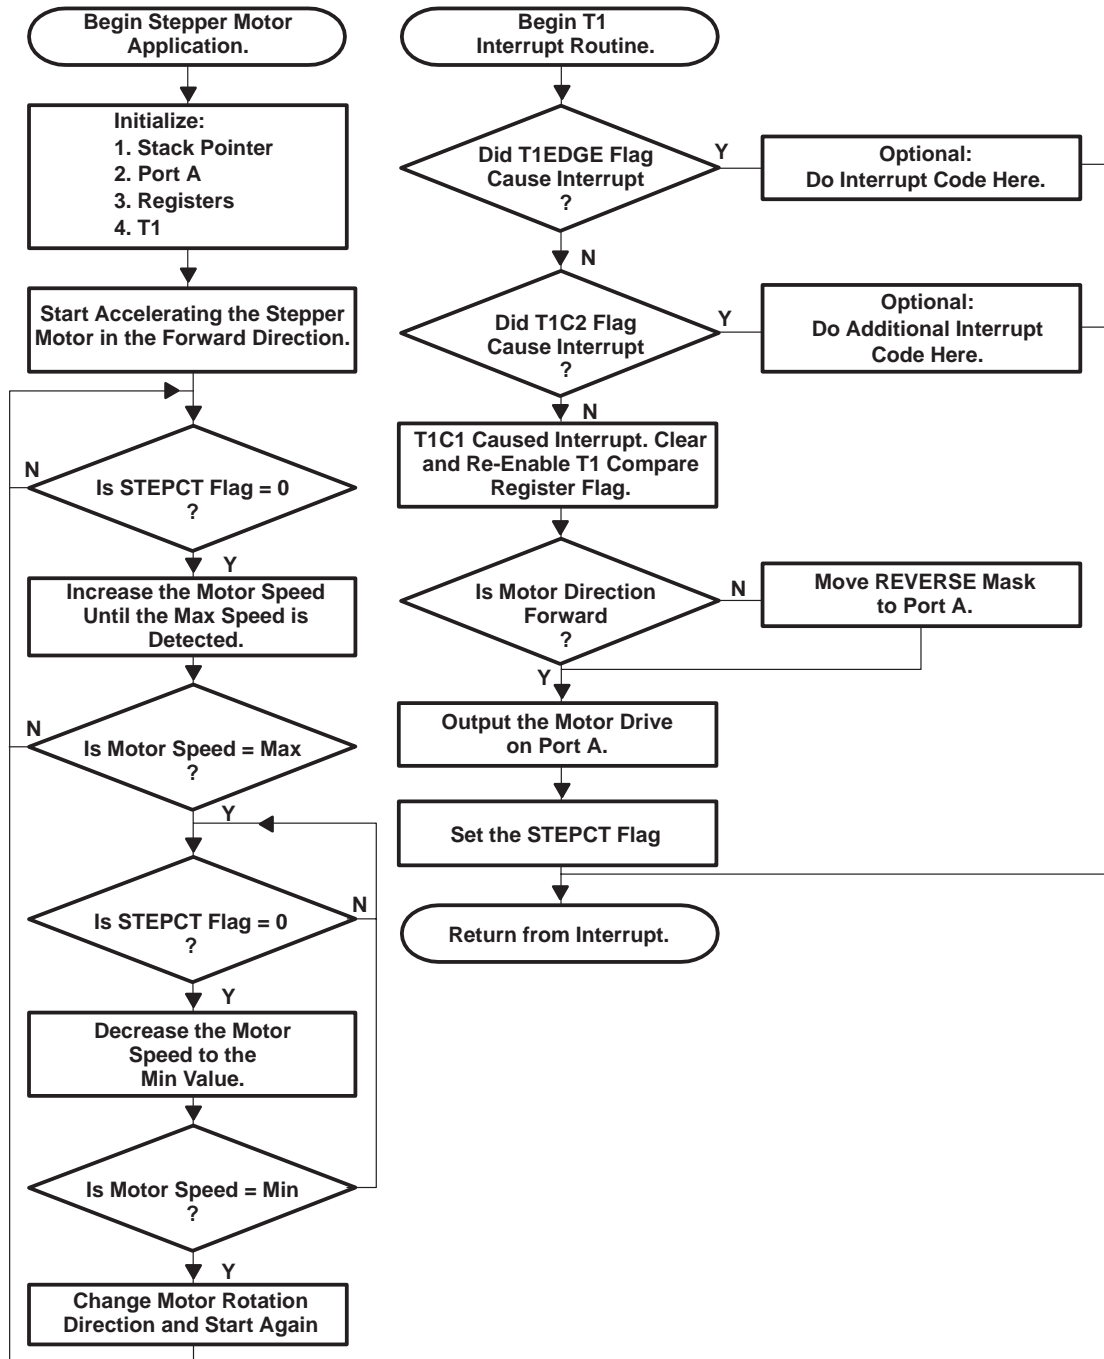 Begin Stepper Motor
Application.
Initialize:
1. Stack Pointer
2. Port A
3. Registers
4. T1
Start Accelerating the Stepper
Motor in the Forward Direction.
N
Is STEPCT Flag = 0
?
Y
Increase the Motor Speed
Until the Max Speed is
Detected.
N
Is Motor Speed = Max
?
Y
Is STEPCT Flag = 0
?
N
Y
Decrease the Motor
Speed to the
Min Value.
Is Motor Speed = Min
?
Y
Change Motor Rotation
Direction and Start Again
Begin T1
Interrupt Routine.
Did T1EDGE Flag
Cause Interrupt
?
Y
Optional:
Do Interrupt Code Here.
N
Did T1C2 Flag
Cause Interrupt
?
Y
Optional:
Do Additional Interrupt
Code Here.
N
T1C1 Caused Interrupt. Clear
and Re-Enable T1 Compare
Register Flag.
Is Motor Direction
Forward
?
N
Move REVERSE Mask
to Port A.
Y
Output the Motor Drive
on Port A.
Set the STEPCT Flag
Return from Interrupt.